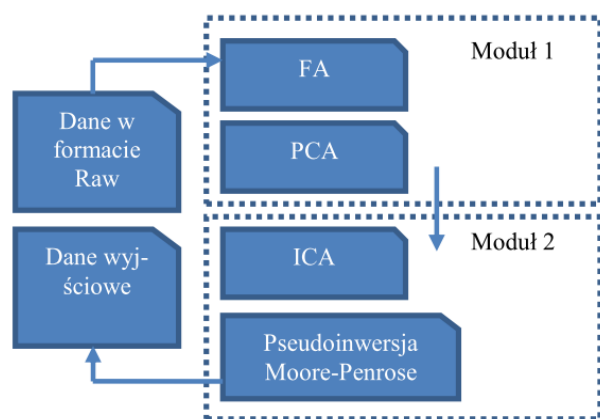 Moduł 1
FA
Dane w
formacie
Raw
PCA
Moduł 2
Dane wyj-
ściowe
ICA
Pseudoinwersja
Moore-Penrose